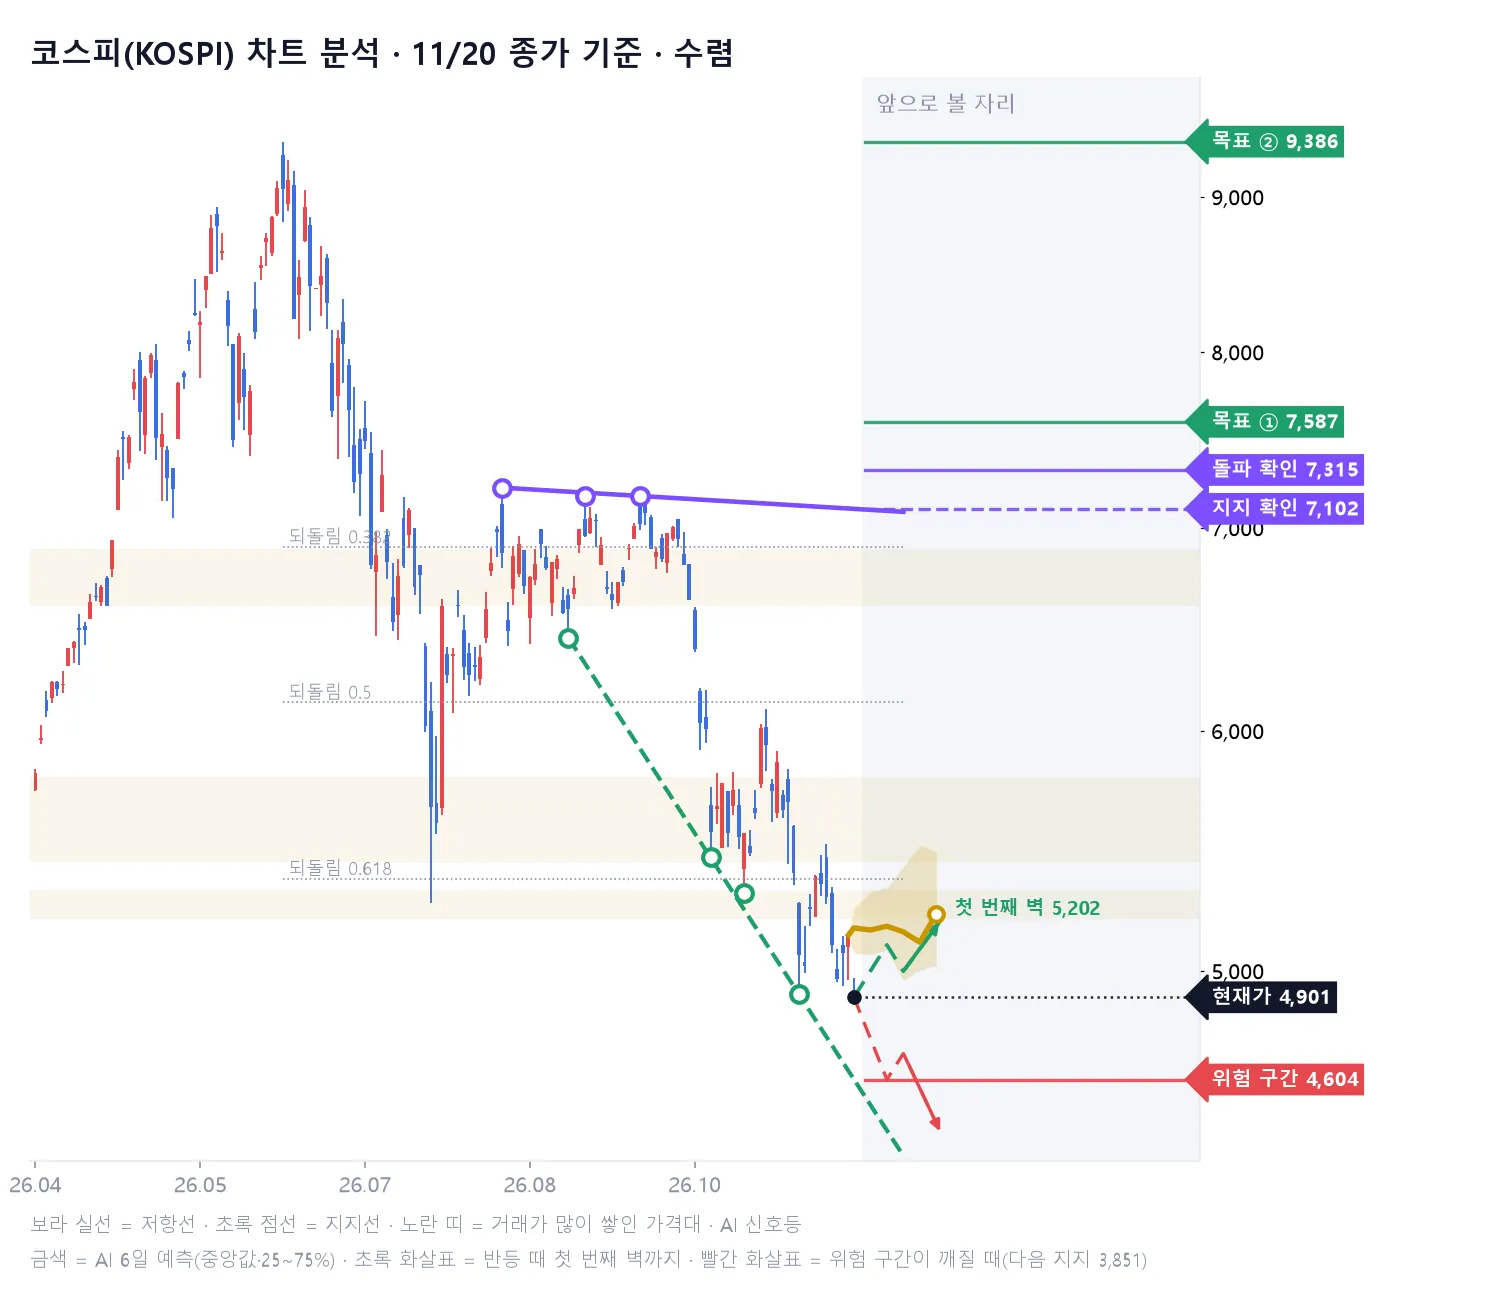 코스피(KOSPI) 차트 분석 · 11/20 종가 기준 · 수렴
앞으로 볼 자리
목표 ② 9,386
9,000
8,000
목표 ① 7,587
돌파 확인 7,315
지지 확인 7,102
7,000
되돌림 0.382
되돌림 0.5
6,000
되돌림 0.618
첫 번째 벽 5,202
5,000
현재가 4,901
위험 구간 4,604
26.04 26.05 26.07 26.08 26.10
보라 실선 = 저항선 · 초록 점선 = 지지선 · 노란 띠 = 거래가 많이 쌓인 가격대 · AI 신호등
금색 = AI 6일 예측(중앙값·25~75%) · 초록 화살표 = 반등 때 첫 번째 벽까지 · 빨간 화살표 = 위험 구간이 깨질 때(다음 지지 3,851)